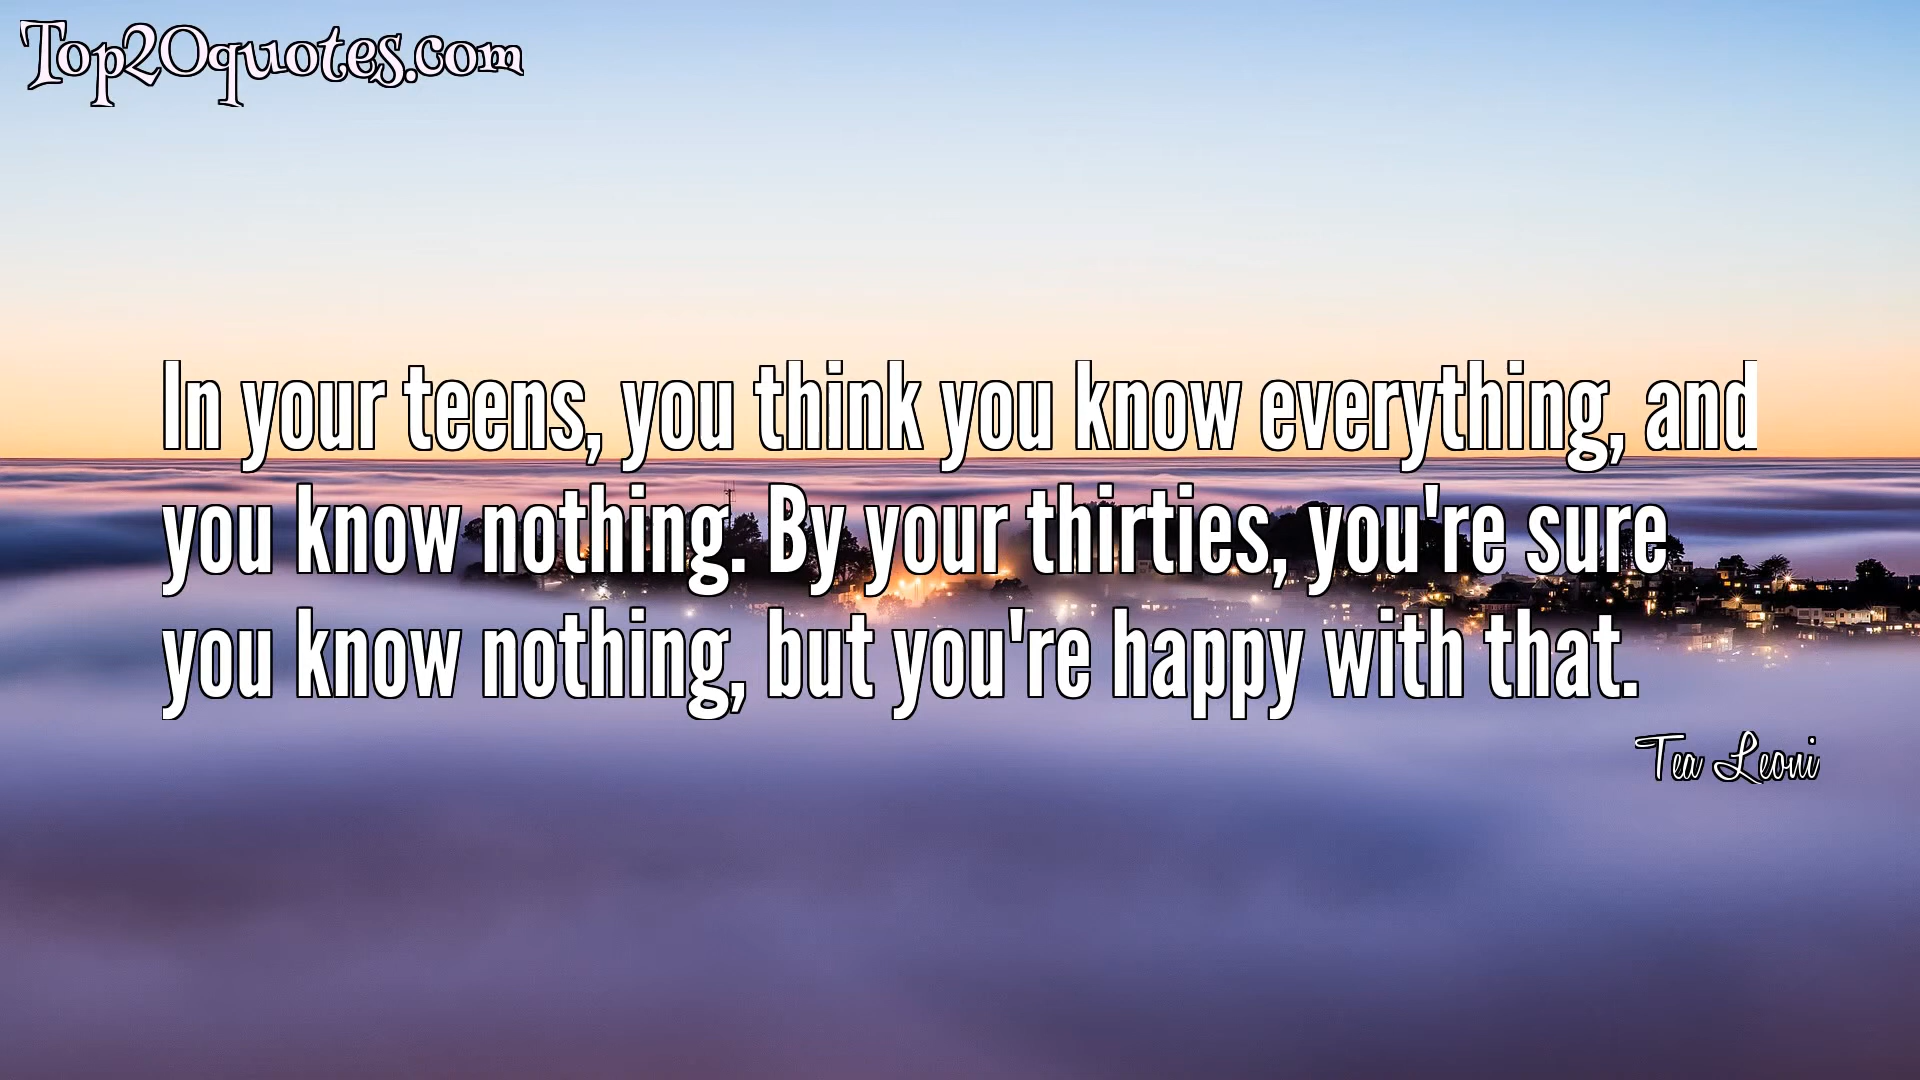 Top20quotes.com
In your teens, you think you know everything, and
you know nothing. By your thirties, you're sure
you know nothing, but you're happy with that.
Tea Leoni